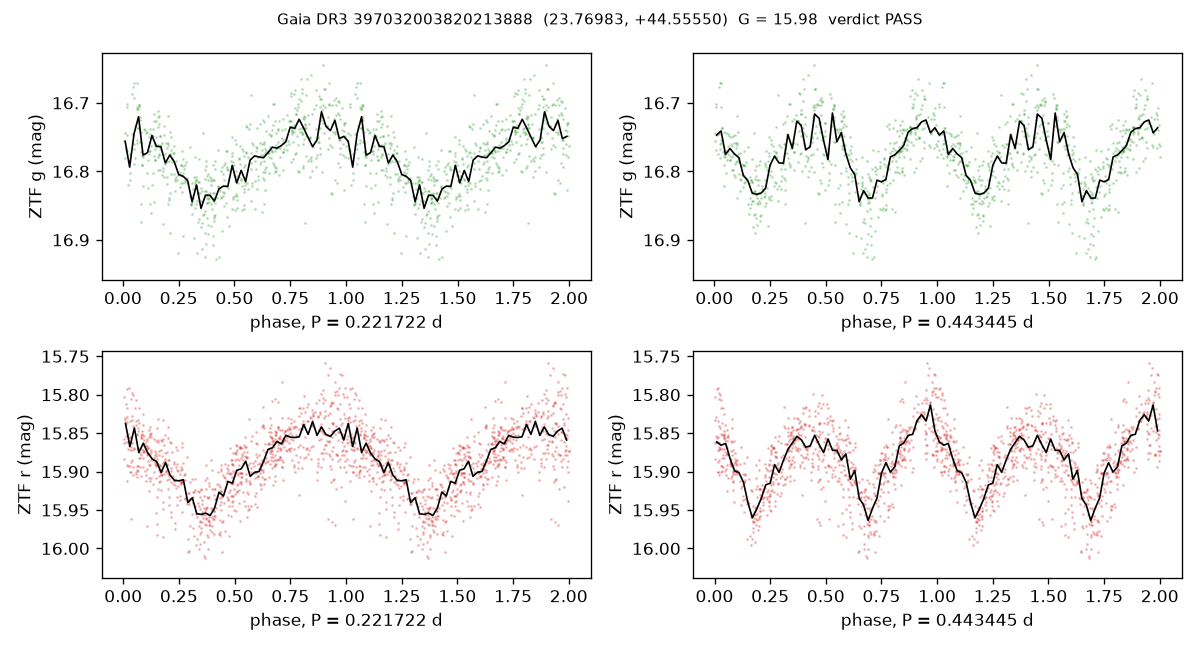 Gaia DR3 397032003820213888 (23.76983, +44.55550) G = 15.98 verdict PASS
ZTF g (mag)
16.7
16.8
16.9
0.00 0.25 0.50 0.75 1.00 1.25 1.50 1.75 2.00
phase, P = 0.221722 d
ZTF g (mag)
16.7
16.8
16.9
0.00 0.25 0.50 0.75 1.00 1.25 1.50 1.75 2.00
phase, P = 0.443445 d
ZTF r (mag)
15.75
15.80
15.85
15.90
15.95
16.00
0.00 0.25 0.50 0.75 1.00 1.25 1.50 1.75 2.00
phase, P = 0.221722 d
ZTF r (mag)
15.75
15.80
15.85
15.90
15.95
16.00
0.00 0.25 0.50 0.75 1.00 1.25 1.50 1.75 2.00
phase, P = 0.443445 d